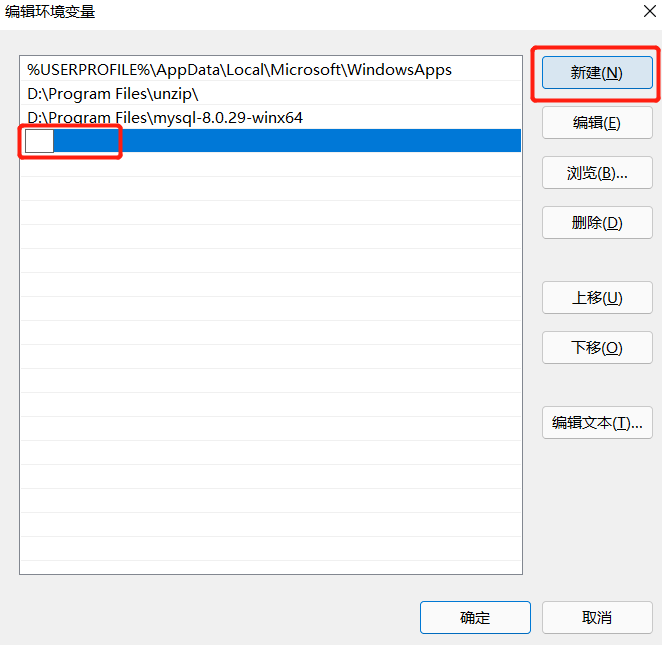 编辑环境变量
%USERPROFILE%\AppData\Local\Microsoft\WindowsApps
D:\Program Files\unzip\
D:\Program Files\mysql-8.0.29-winx64
新建(N)
编辑(E)
浏览(B)...
删除(D)
上移(U)
下移(O)
编辑文本(T)...
确定
取消